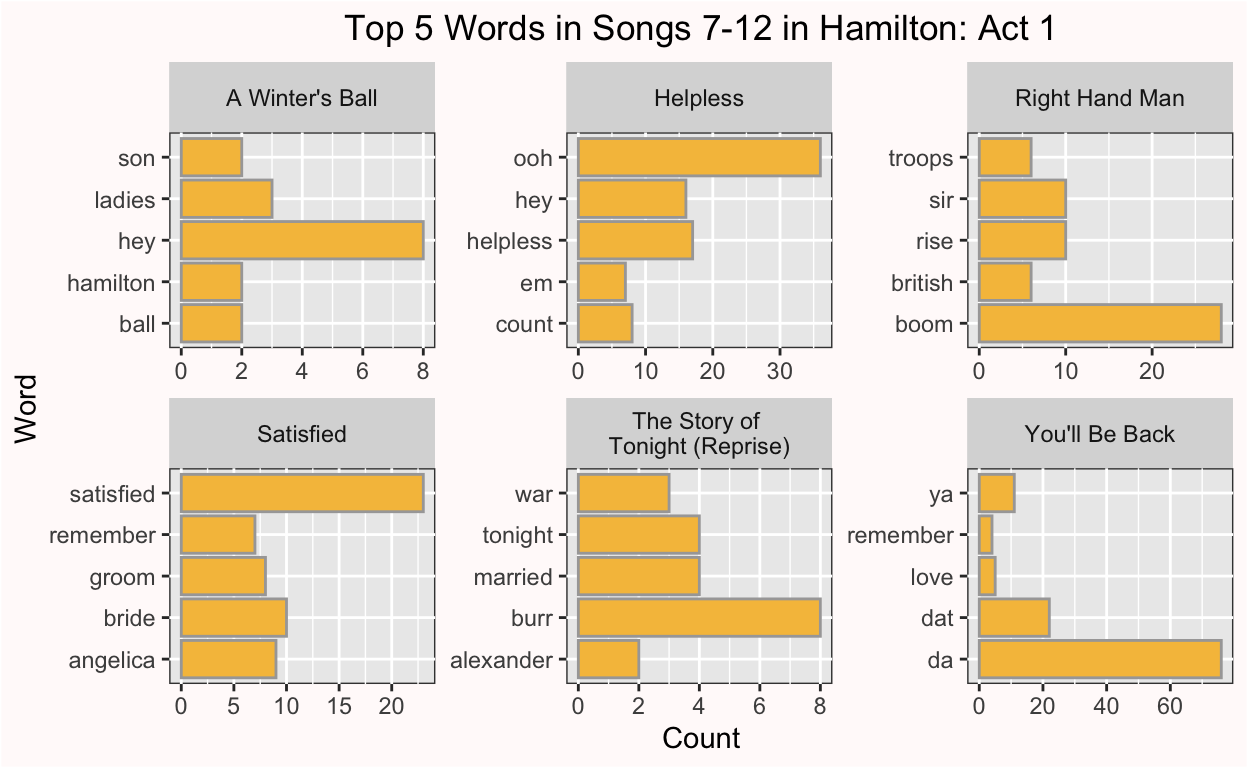 Top 5 Words in Songs 7-12 in Hamilton: Act 1
A Winter's Ball
son
ladies
hey
hamilton
ball
0 2 4 6 8
Helpless
ooh
hey
helpless
em
count
0 10 20 30
Right Hand Man
troops
sir
rise
british
boom
0 10 20
Word
Satisfied
satisfied
remember
groom
bride
angelica
0 5 10 15 20
The Story of
Tonight (Reprise)
war
tonight
married
burr
alexander
0 2 4 6 8
You'll Be Back
ya
remember
love
dat
da
0 20 40 60
Count